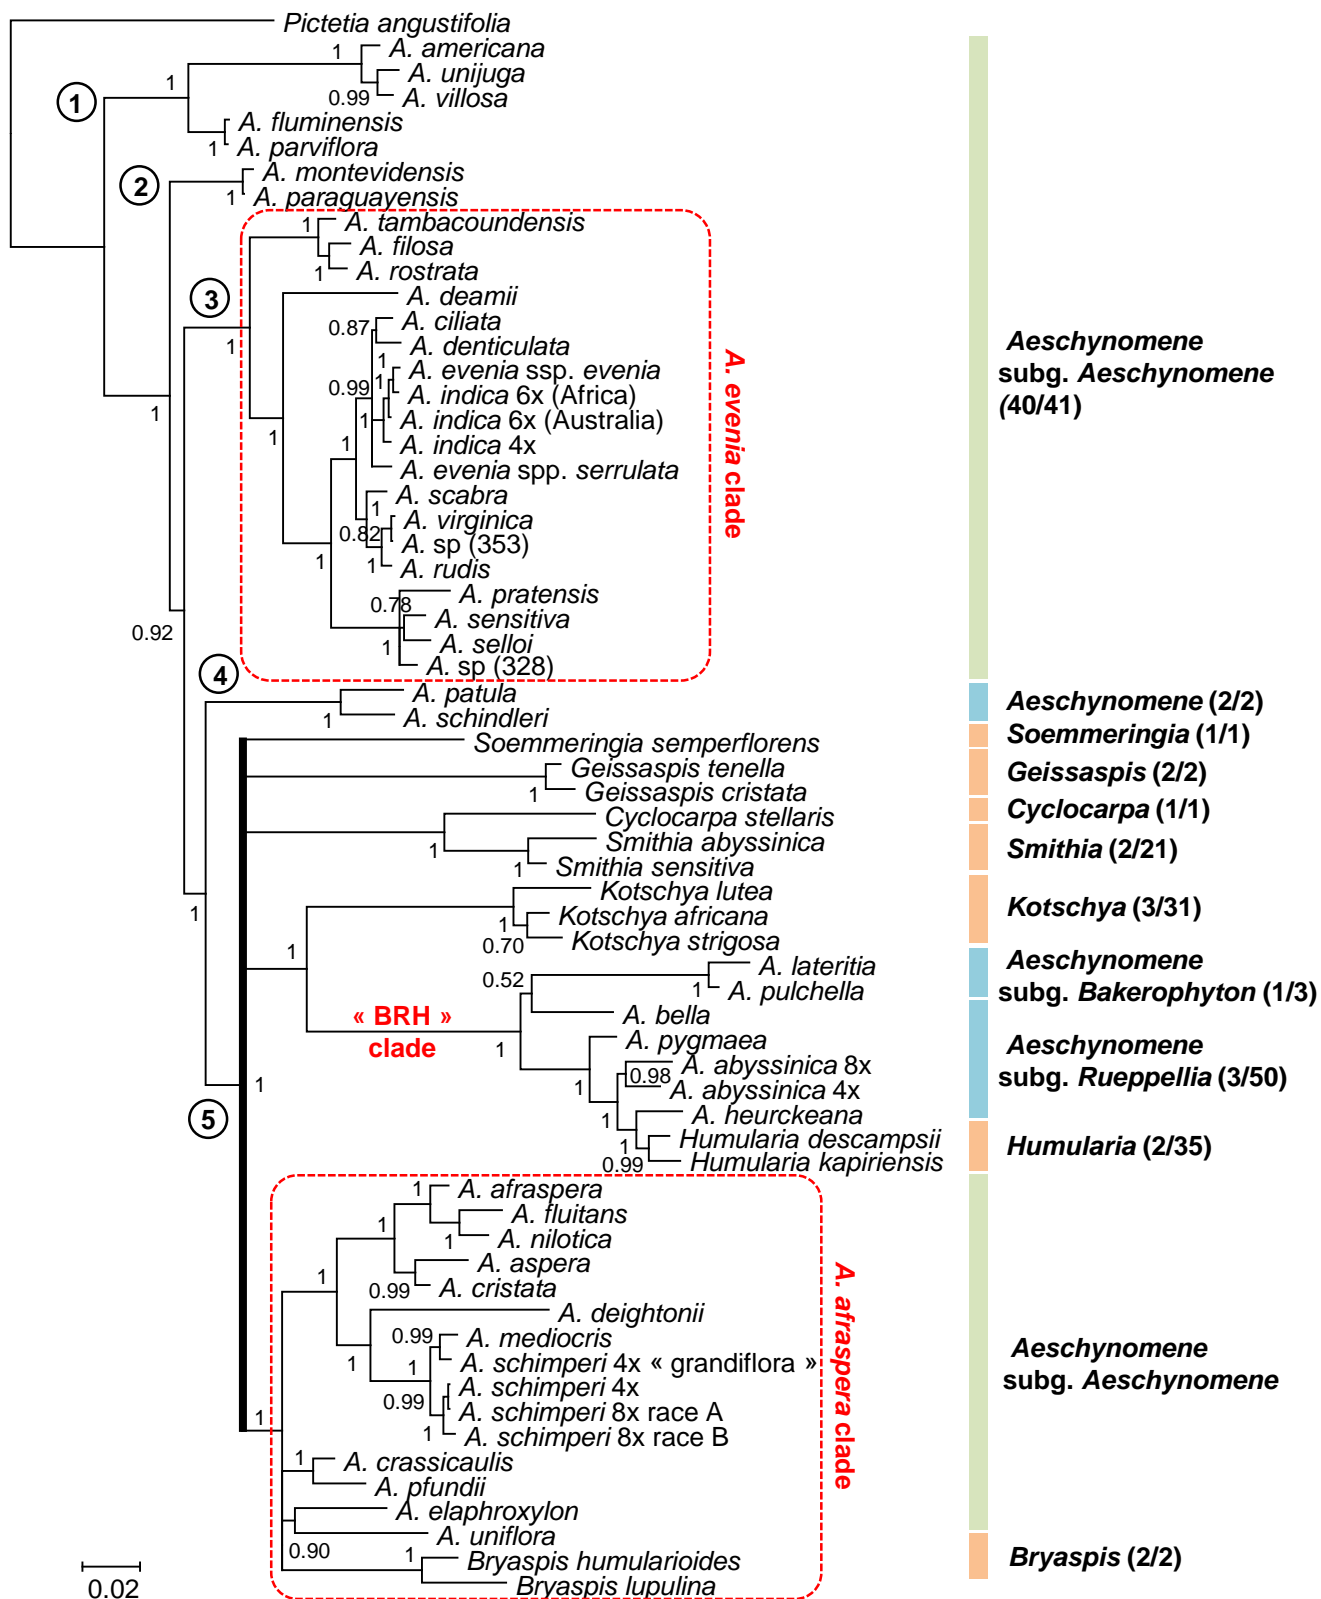 Pictetia angustifolia
1
A. americana
1
A. unijuga
0.99
A. villosa
1
A. fluminensis
1
A. parviflora
2
A. montevidensis
1
A. paraguayensis
1
A. tambacoundensis
A. filosa
1
A. rostrata
3
1
A. deamii
0.87
A. ciliata
A. denticulata
1
A. evenia ssp. evenia
0.99
1
A. indica 6x (Africa)
1
A. indica 6x (Australia)
1
1
1
A. indica 4x
A. evenia spp. serrulata
A. scabra
1
A. virginica
0.82
A. sp (353)
1
1
A. rudis
A. pratensis
0.78
A. sensitiva
1
A. selloi
A. sp (328)
A. evenia clade
Aeschynomene
subg. Aeschynomene
(40/41)
0.92
4
A. patula
1
A. schindleri
Aeschynomene (2/2)
Soemmeringia semperflorens
Soemmeringia (1/1)
Geissaspis tenella
1
Geissaspis cristata
Geissaspis (2/2)
Cyclocarpa stellaris
Cyclocarpa (1/1)
1
Smithia abyssinica
1
Smithia sensitiva
Smithia (2/21)
Kotschya lutea
1
1
Kotschya africana
0.70
Kotschya strigosa
Kotschya (3/31)
1
A. lateritia
0.52
1
A. pulchella
Aeschynomene
subg. Bakerophyton (1/3)
« BRH »
clade
A. bella
1
A. pygmaea
1
A. abyssinica 8x
0.98
A. abyssinica 4x
Aeschynomene
subg. Rueppellia (3/50)
1
5
1
A. heurckeana
1
Humularia descampsii
0.99
Humularia kapiriensis
Humularia (2/35)
1
A. afraspera
1
A. fluitans
1
A. nilotica
A. aspera
1
0.99
A. cristata
A. deightonii
0.99
A. mediocris
1
1
A. schimperi 4x « grandiflora »
A. schimperi 4x
0.99
A. schimperi 8x race A
1
1
A. schimperi 8x race B
1
A. crassicaulis
A. pfundii
A. elaphroxylon
A. uniflora
0.90
1
Bryaspis humularioides
Bryaspis lupulina
A. afraspera clade
Aeschynomene
subg. Aeschynomene
Bryaspis (2/2)
0.02